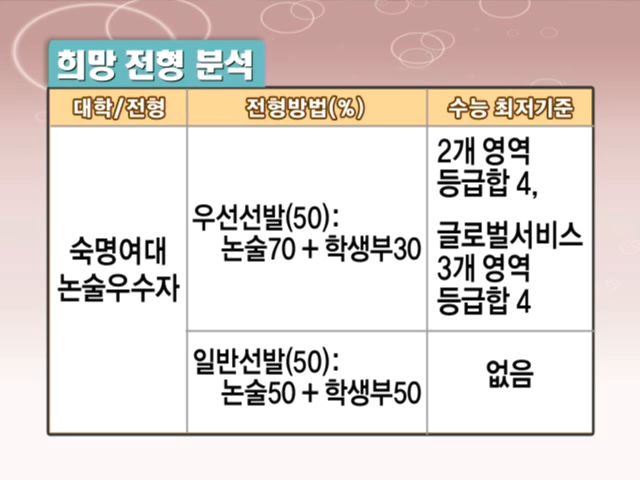 희망 전형 분석
대학/전형
전형방법(%)
수능 최저기준
숙명여대
논술우수자
우선선발(50):
논술70 + 학생부30
2개 영역
등급합 4,
글로벌서비스
3개 영역
등급합 4
일반선발(50):
논술50 + 학생부50
없음